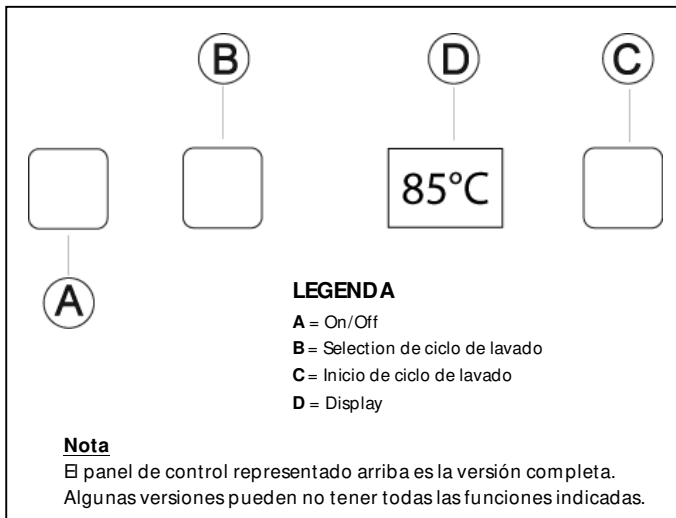 B D C
85°C
A
LEGENDA
A = On/Off
B = Selection de ciclo de lavado
C = Inicio de ciclo de lavado
D = Display
Nota
El panel de control representado arriba es la versión completa.
Algunas versiones pueden no tener todas las funciones indicadas.